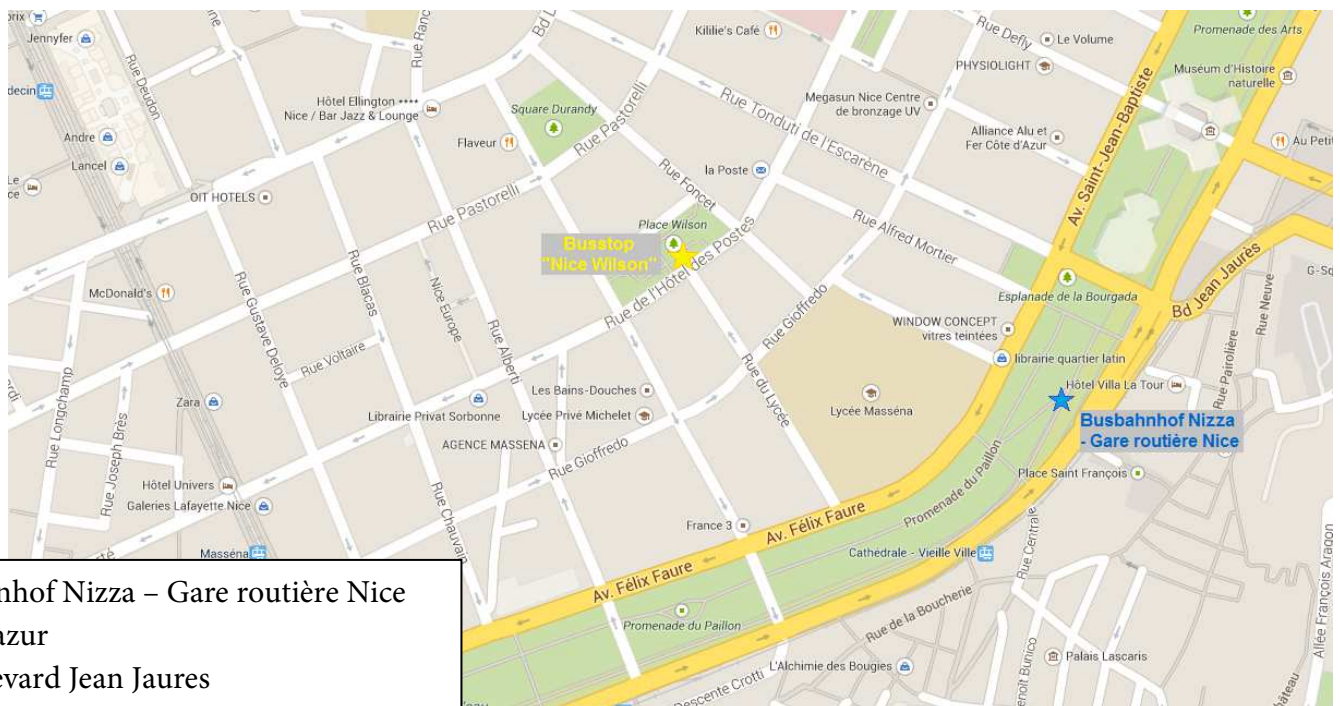 Jennyfer
Rue Deudon
Andre
Lancel
OIT HOTELS
Hôtel Ellington ****
Nice / Bar Jazz & Lounge
Flaveur
Square Durandy
Rue Pastorelli
Rue Pastorelli
Kililie's Café
Rue Defly
Le Volume
PHYSIOLIGHT
Promenade des Arts
Muséum d'Histoire
naturelle
Megasun Nice Centre
de bronzage UV
Alliance Alu et
Fer Côte d'Azur
Rue Tonduti de l'Escarène
Av. Saint-Jean-Baptiste
la Poste
Rue Foncet
Rue Alfred Mortier
Place Wilson
Busstop
"Nice Wilson"
Rue de l'Hôtel des Postes
Rue Gioffredo
Esplanade de la Bourgada
Bd Jean Jaurès
McDonald's
Rue Gustave Deloye
Rue Blacas
Nice Europe
Rue Alberti
Rue Voltaire
WINDOW CONCEPT
vitres teintées
librairie quartier latin
Hôtel Villa La Tour
Rue Pairolière
Rue Neuve
Rue Longchamp
Rue Joseph Brès
Zara
Librairie Privat Sorbonne
Les Bains-Douches
Lycée Privé Michelet
AGENCE MASSENA
Rue Gioffredo
Rue du Lycée
Lycée Masséna
Busbahnhof Nizza
- Gare routière Nice
Place Saint François
Promenade du Paillon
Hôtel Univers
Galeries Lafayette Nice
Masséna
Rue Chauvain
France 3
Av. Félix Faure
Av. Félix Faure
Cathédrale - Vieille Ville
Rue Centrale
Allée François Aragon
Promenade du Paillon
Rue de la Boucherie
L'Alchimie des Bougies
Descente Crotti
Palais Lascaris
nhof Nizza – Gare routière Nice
azur
evard Jean Jaures